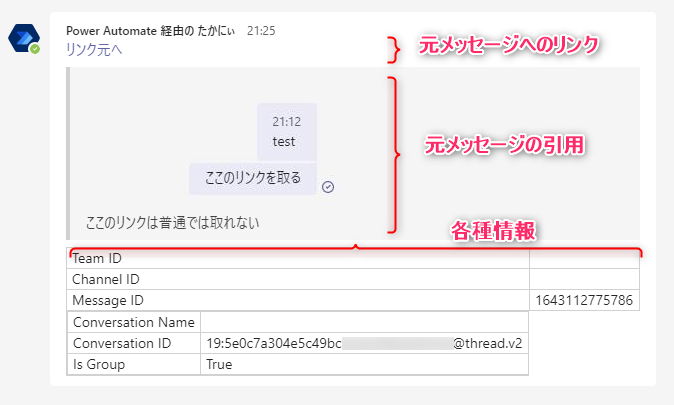 Power Automate 経由の たかにぃ 21:25
リンク元へ
元メッセージへのリンク
21:12
test
ここのリンクを取る
元メッセージの引用
ここのリンクは普通では取れない
各種情報
Team ID
Channel ID
Message ID 1643112775786
Conversation Name
Conversation ID 19:5e0c7a304e5c49bc @thread.v2
Is Group True